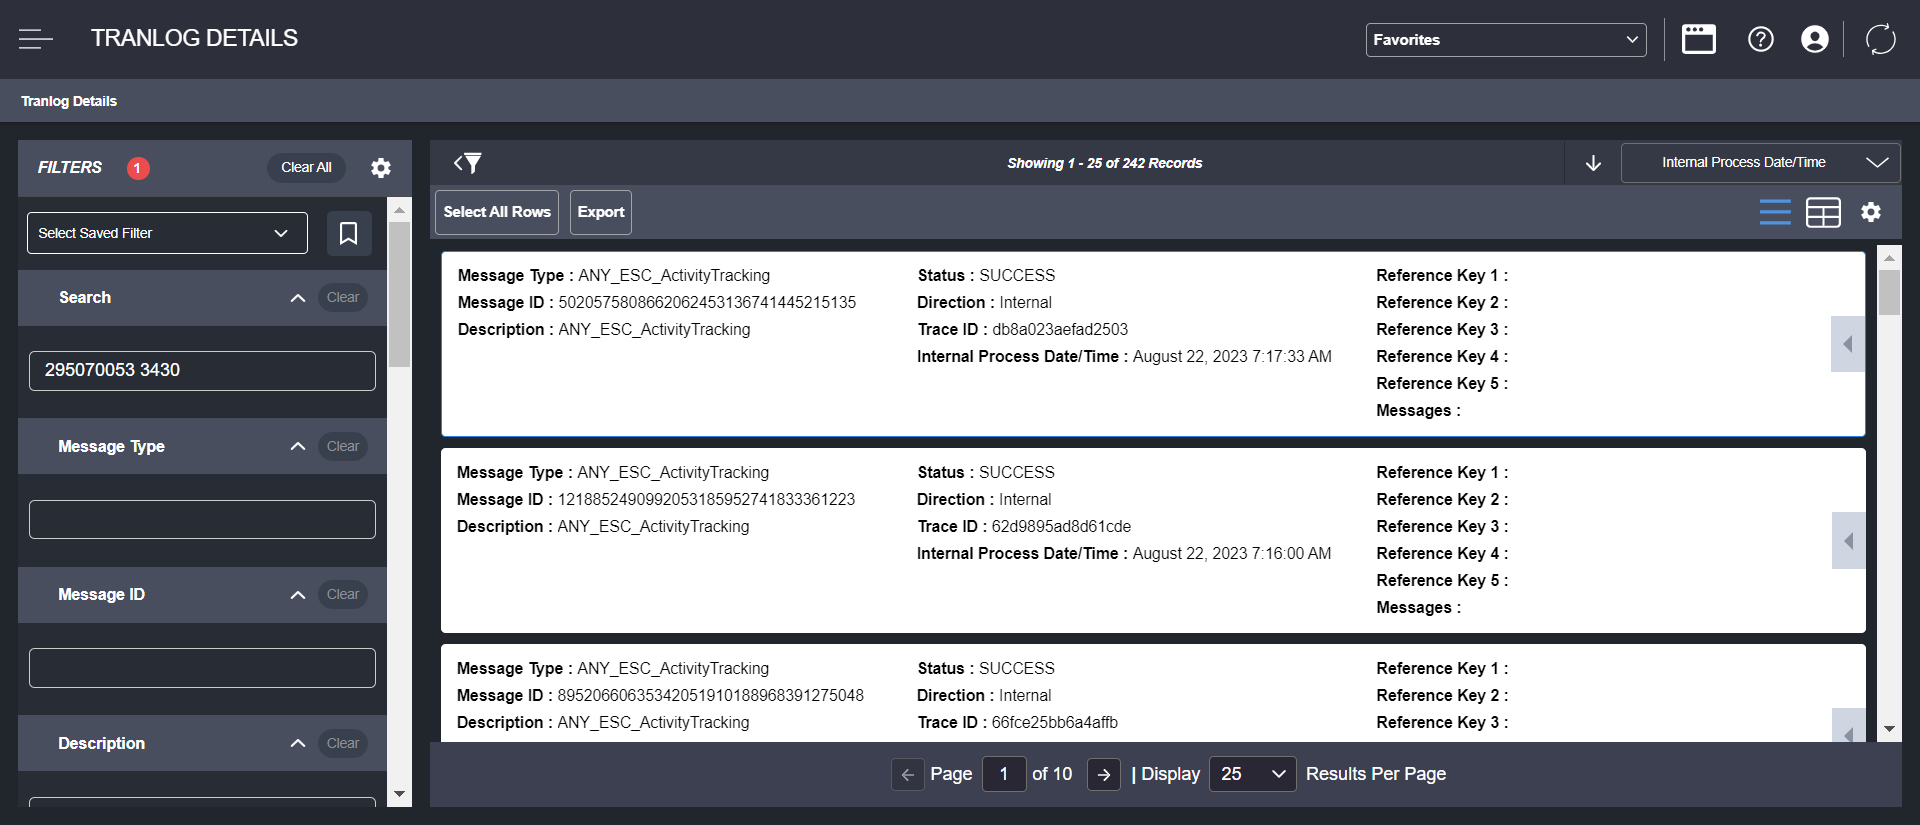 TRANLOG DETAILS
Favorites
Tranlog Details
FILTERS 1 Clear All
Select Saved Filter
Search Clear
295070053 3430
Message Type Clear
Message ID Clear
Description Clear
Showing 1 - 25 of 242 Records
Internal Process Date/Time
Select All Rows Export
Message Type : ANY_ESC_ActivityTracking
Message ID : 50205758086620624531367414452151​35
Description : ANY_ESC_ActivityTracking
Status : SUCCESS
Direction : Internal
Trace ID : db8a023aefad2503
Internal Process Date/Time : August 22, 2023 7:17:33 AM
Reference Key 1 :
Reference Key 2 :
Reference Key 3 :
Reference Key 4 :
Reference Key 5 :
Messages :
Message Type : ANY_ESC_ActivityTracking
Message ID : 1218852490992053185952741833361223
Description : ANY_ESC_ActivityTracking
Status : SUCCESS
Direction : Internal
Trace ID : 62d9895ad8d61cde
Internal Process Date/Time : August 22, 2023 7:16:00 AM
Reference Key 1 :
Reference Key 2 :
Reference Key 3 :
Reference Key 4 :
Reference Key 5 :
Messages :
Message Type : ANY_ESC_ActivityTracking
Message ID : 89520660635342051910188968391275048
Description : ANY_ESC_ActivityTracking
Status : SUCCESS
Direction : Internal
Trace ID : 66fce25bb6a4affb
Reference Key 1 :
Reference Key 2 :
Reference Key 3 :
Page 1 of 10 | Display 25 Results Per Page